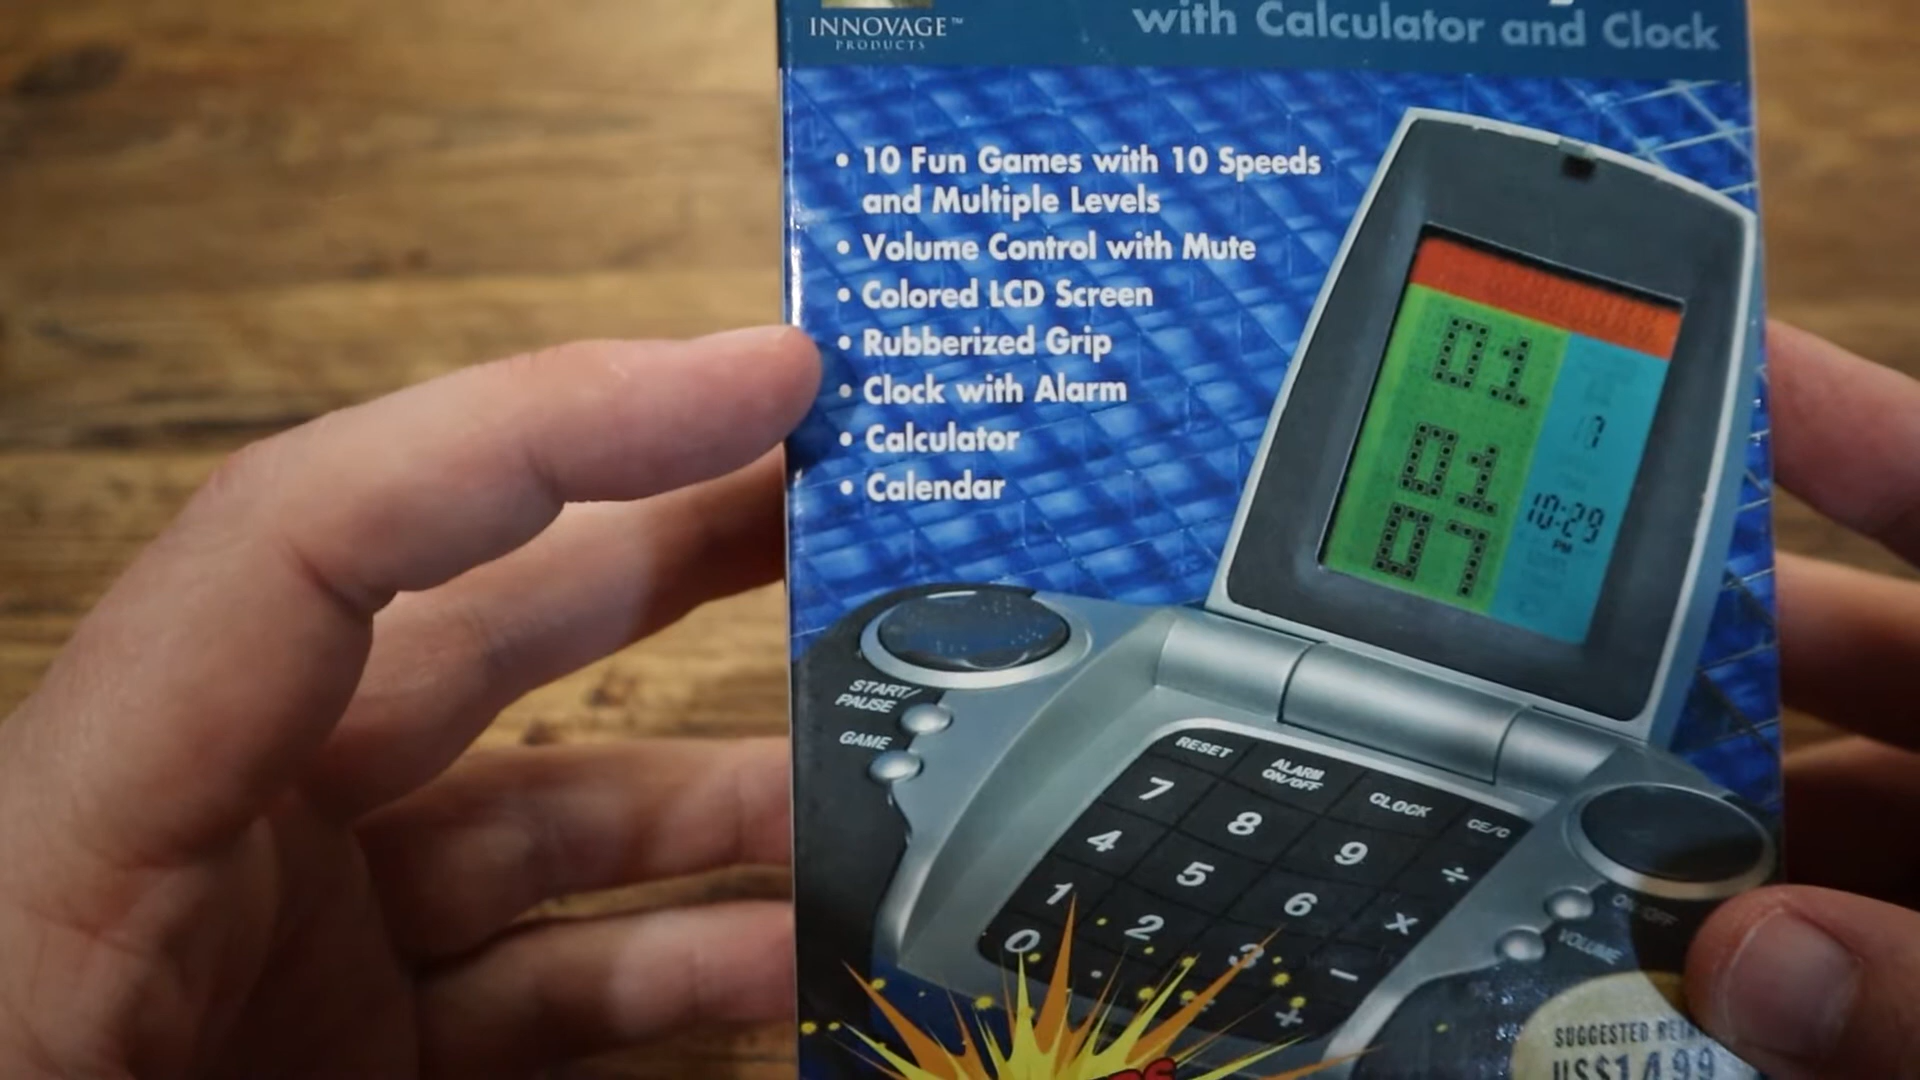 INNOVAGE™
PRODUCTS
with Calculator and Clock
• 10 Fun Games with 10 Speeds
and Multiple Levels
• Volume Control with Mute
• Colored LCD Screen
• Rubberized Grip
• Clock with Alarm
• Calculator
• Calendar
01
7
01
10:29
PM
07
START/
PAUSE
GAME
RESET
ALARM
ON/OFF
CLOCK
CE/C
7 8 9 ÷
4 5 6 x
1 2 3 −
0 . +
ON/OFF
VOLUME
SUGGESTED
US$14.99